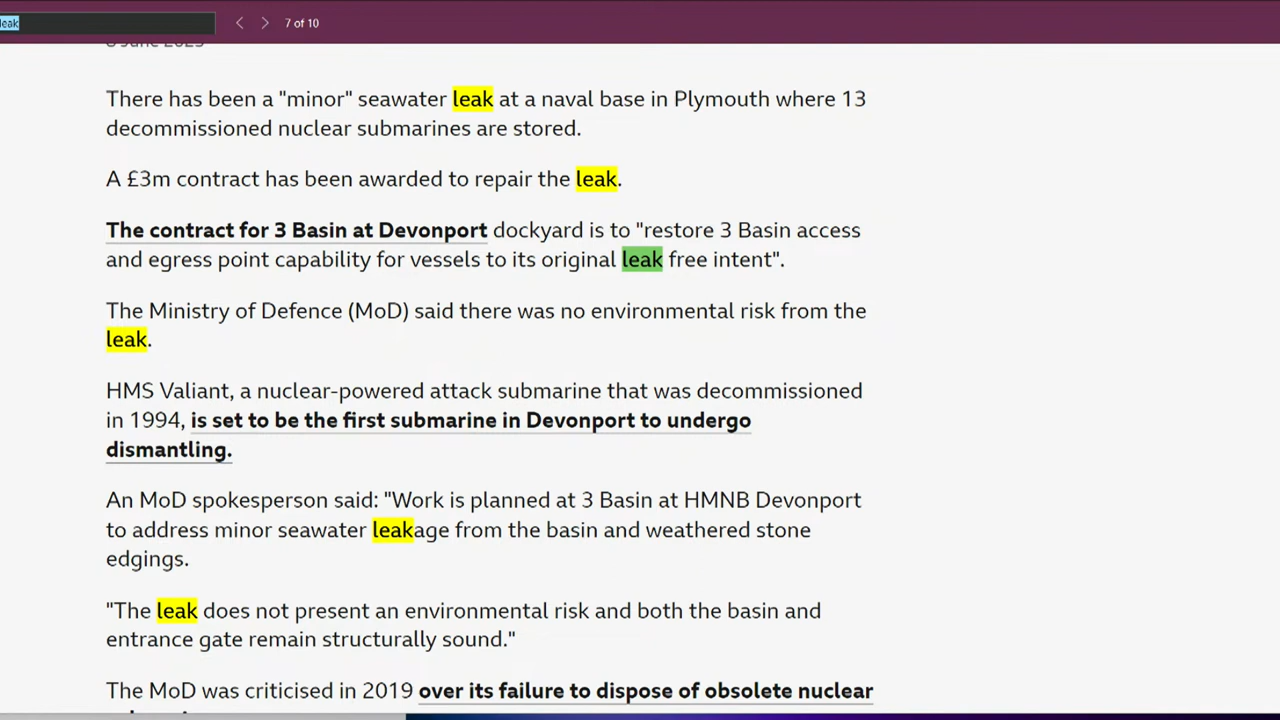 leak
7 of 10
8 June 2023
There has been a "minor" seawater leak at a naval base in Plymouth where 13
decommissioned nuclear submarines are stored.
A £3m contract has been awarded to repair the leak.
The contract for 3 Basin at Devonport dockyard is to "restore 3 Basin access
and egress point capability for vessels to its original leak free intent".
The Ministry of Defence (MoD) said there was no environmental risk from the
leak.
HMS Valiant, a nuclear-powered attack submarine that was decommissioned
in 1994, is set to be the first submarine in Devonport to undergo
dismantling.
An MoD spokesperson said: "Work is planned at 3 Basin at HMNB Devonport
to address minor seawater leakage from the basin and weathered stone
edgings.
"The leak does not present an environmental risk and both the basin and
entrance gate remain structurally sound."
The MoD was criticised in 2019 over its failure to dispose of obsolete nuclear